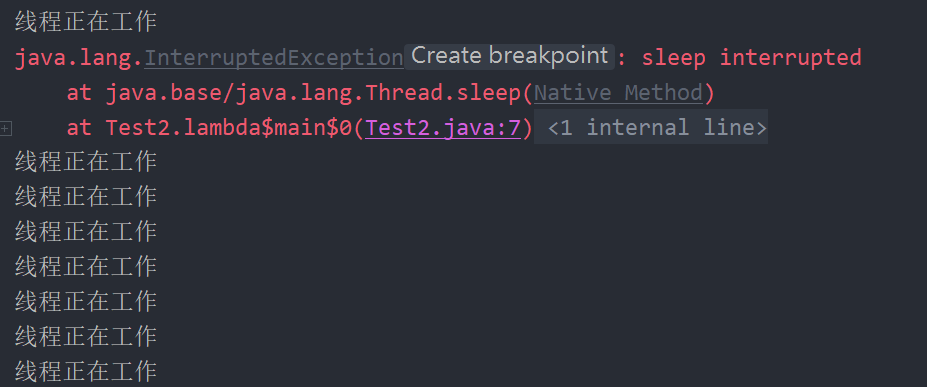 线程正在工作
java.lang.InterruptedException Create breakpoint : sleep interrupted
at java.base/java.lang.Thread.sleep(Native Method)
at Test2.lambda$main$0(Test2.java:7) <1 internal line>
线程正在工作
线程正在工作
线程正在工作
线程正在工作
线程正在工作
线程正在工作
线程正在工作